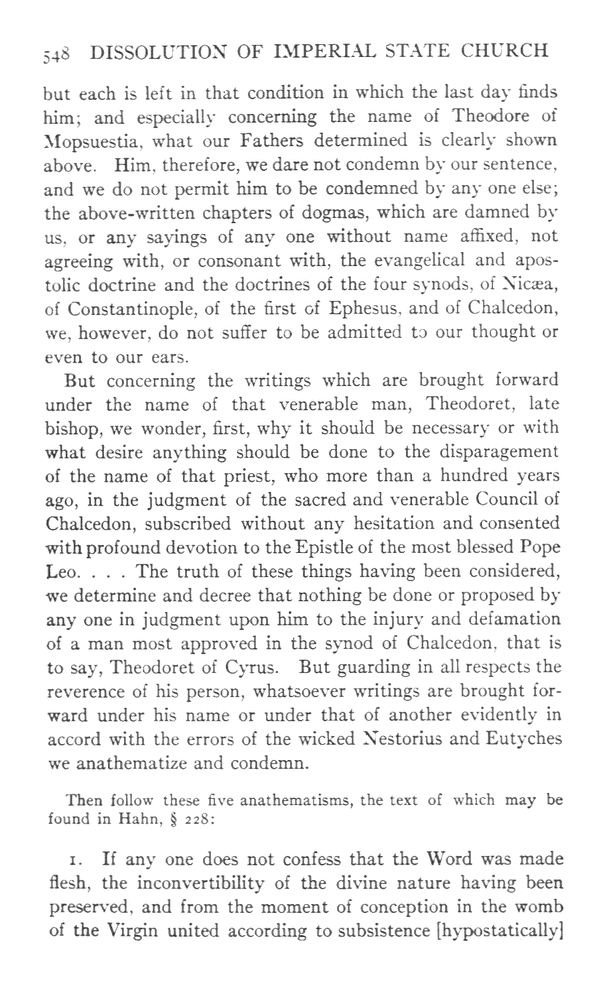 548 DISSOLUTION OF IMPERIAL STATE CHURCH
but each is left in that condition in which the last day finds
him; and especially concerning the name of Theodore of
Mopsuestia, what our Fathers determined is clearly shown
above. Him, therefore, we dare not condemn by our sentence,
and we do not permit him to be condemned by any one else;
the above-written chapters of dogmas, which are damned by
us, or any sayings of any one without name affixed, not
agreeing with, or consonant with, the evangelical and apos-
tolic doctrine and the doctrines of the four synods, of Nicæa,
of Constantinople, of the first of Ephesus, and of Chalcedon,
we, however, do not suffer to be admitted to our thought or
even to our ears.
But concerning the writings which are brought forward
under the name of that venerable man, Theodoret, late
bishop, we wonder, first, why it should be necessary or with
what desire anything should be done to the disparagement
of the name of that priest, who more than a hundred years
ago, in the judgment of the sacred and venerable Council of
Chalcedon, subscribed without any hesitation and consented
with profound devotion to the Epistle of the most blessed Pope
Leo. . . . The truth of these things having been considered,
we determine and decree that nothing be done or proposed by
any one in judgment upon him to the injury and defamation
of a man most approved in the synod of Chalcedon, that is
to say, Theodoret of Cyrus. But guarding in all respects the
reverence of his person, whatsoever writings are brought for-
ward under his name or under that of another evidently in
accord with the errors of the wicked Nestorius and Eutyches
we anathematize and condemn.
Then follow these five anathematisms, the text of which may be
found in Hahn, § 228:
1. If any one does not confess that the Word was made
flesh, the inconvertibility of the divine nature having been
preserved, and from the moment of conception in the womb
of the Virgin united according to subsistence [hypostatically]